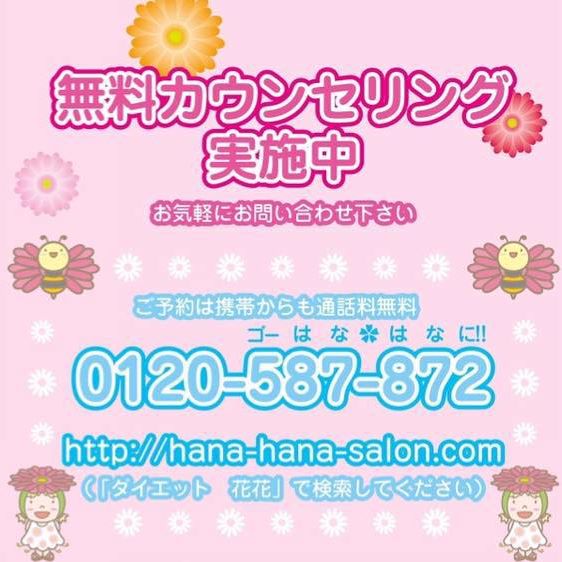 無料カウンセリング
実施中
お気軽にお問い合わせ下さい
ご予約は携帯からも通話料無料
ゴー は な はな に!!
0120-587-872
http://hana-hana-salon.com
(「ダイエット　花花」で検索してください)